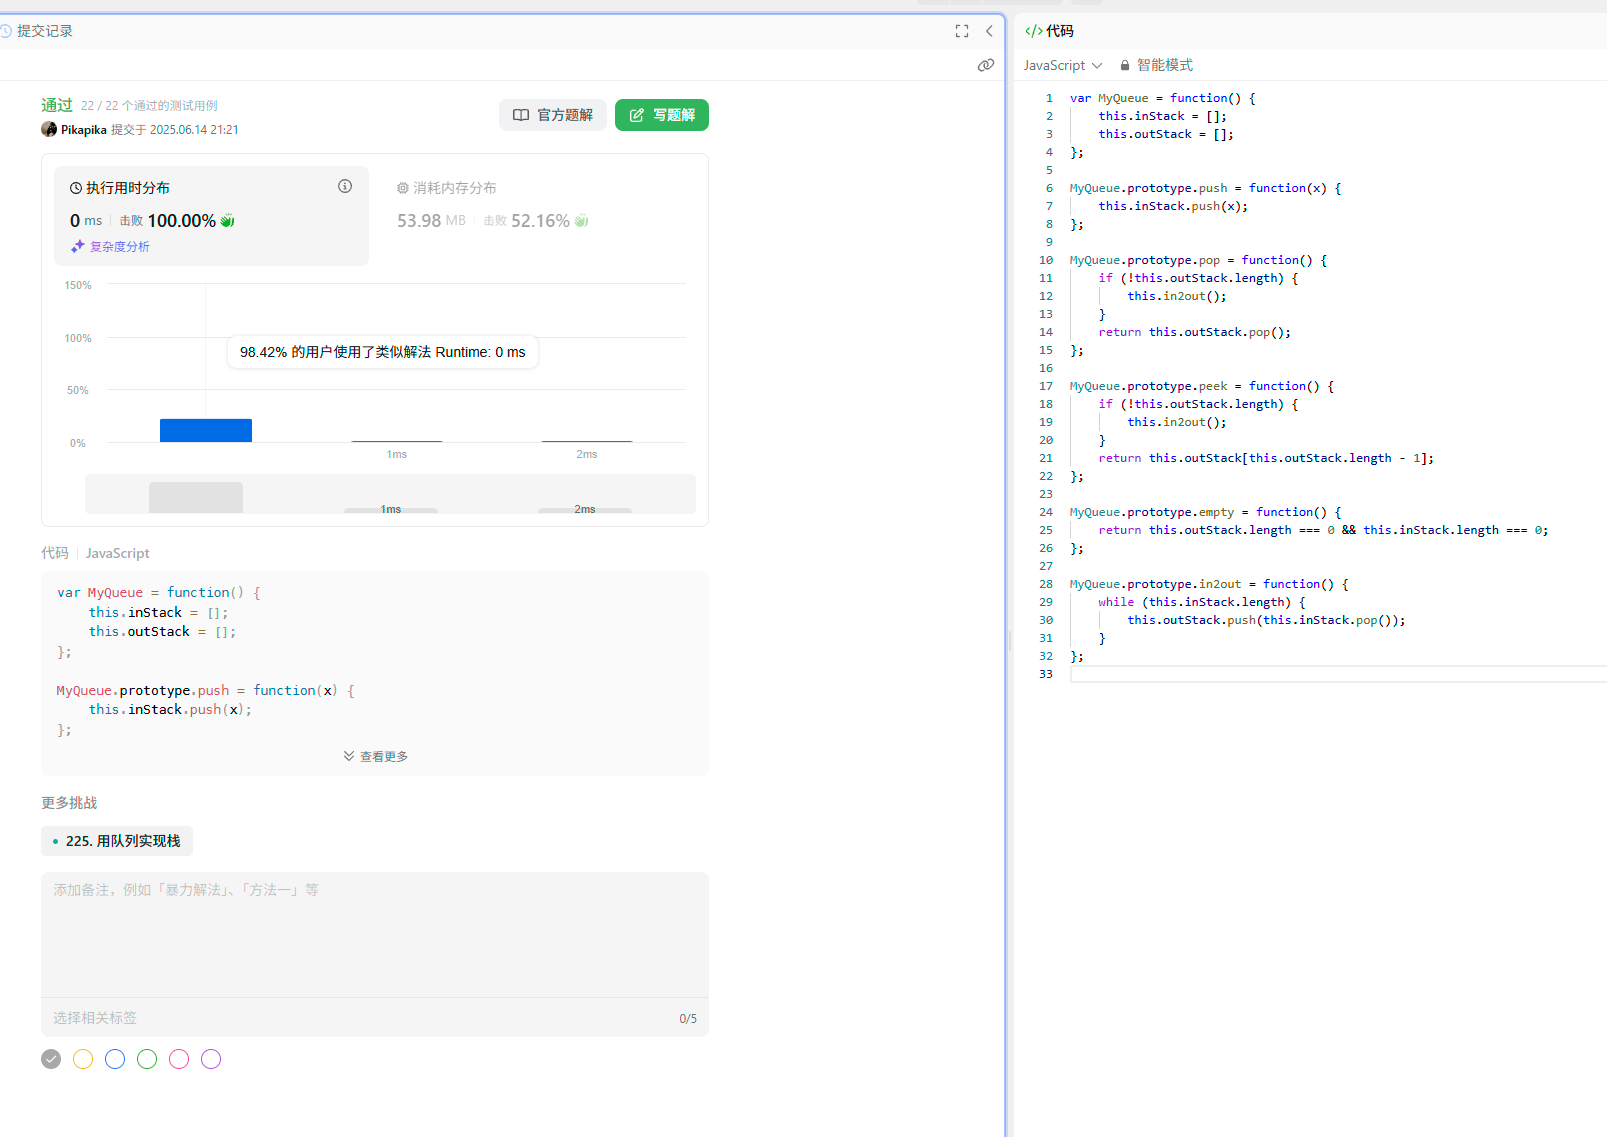 提交记录
通过 22 / 22 个通过的测试用例
Pikapika 提交于 2025.06.14 21:21
官方题解
写题解
执行用时分布
0 ms 击败 100.00%
复杂度分析
消耗内存分布
53.98 MB 击败 52.16%
150%
100%
50%
0%
98.42% 的用户使用了类似解法 Runtime: 0 ms
1ms
2ms
1ms
2ms
代码 JavaScript
var MyQueue = function() {
    this.inStack = [];
    this.outStack = [];
};
MyQueue.prototype.push = function(x) {
    this.inStack.push(x);
};
查看更多
更多挑战
225. 用队列实现栈
添加备注，例如「暴力解法」、「方法一」等
选择相关标签
0/5
</> 代码
JavaScript 智能模式
1 var MyQueue = function() {
2     this.inStack = [];
3     this.outStack = [];
4 };
5
6 MyQueue.prototype.push = function(x) {
7     this.inStack.push(x);
8 };
9
10 MyQueue.prototype.pop = function() {
11     if (!this.outStack.length) {
12         this.in2out();
13     }
14     return this.outStack.pop();
15 };
16
17 MyQueue.prototype.peek = function() {
18     if (!this.outStack.length) {
19         this.in2out();
20     }
21     return this.outStack[this.outStack.length - 1];
22 };
23
24 MyQueue.prototype.empty = function() {
25     return this.outStack.length === 0 && this.inStack.length === 0;
26 };
27
28 MyQueue.prototype.in2out = function() {
29     while (this.inStack.length) {
30         this.outStack.push(this.inStack.pop());
31     }
32 };
33